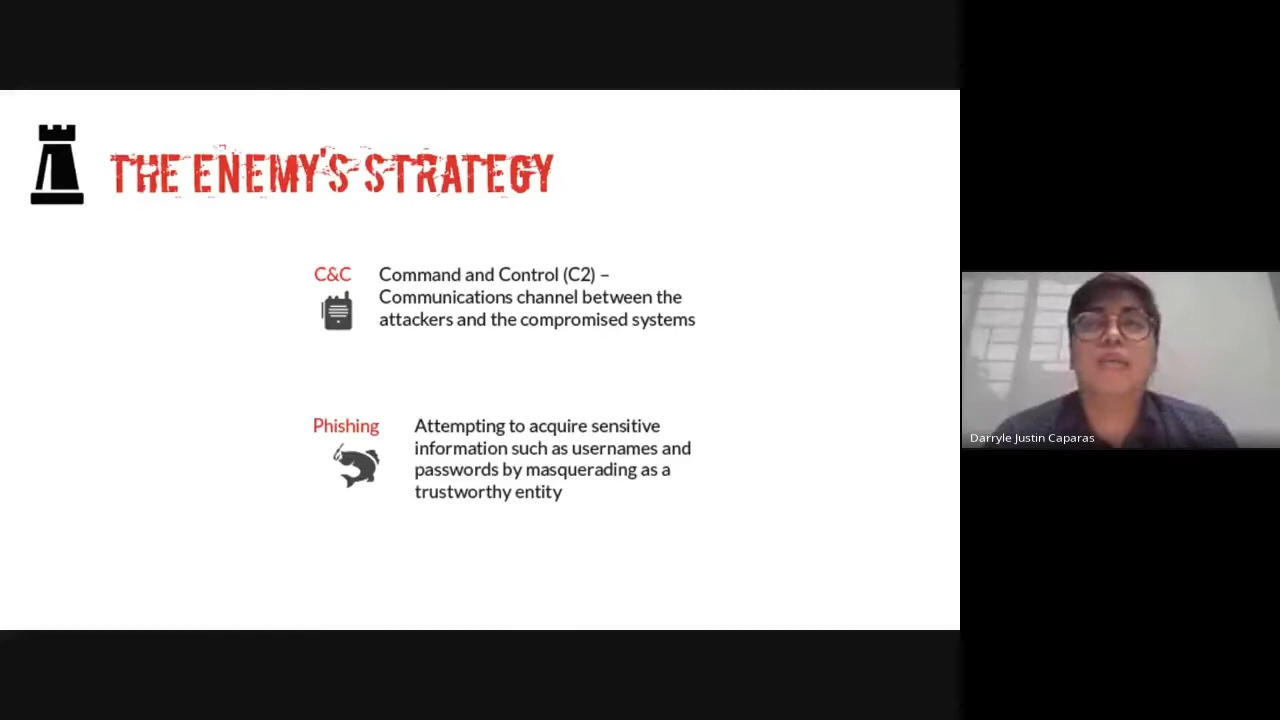 THE ENEMY'S STRATEGY
C&C
Command and Control (C2) –
Communications channel between the
attackers and the compromised systems
Phishing
Attempting to acquire sensitive
information such as usernames and
passwords by masquerading as a
trustworthy entity
Darryle Justin Caparas